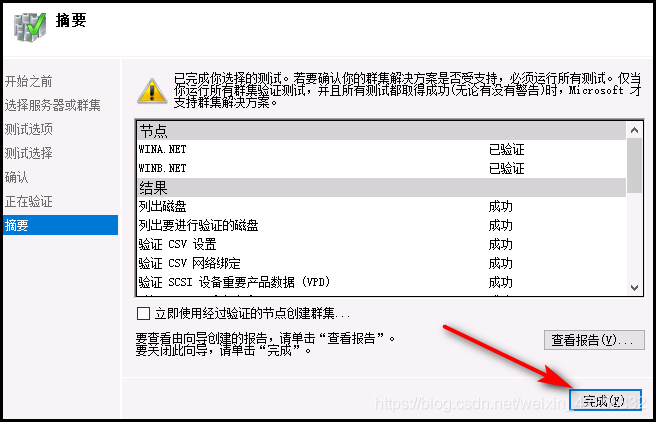 摘要
开始之前
选择服务器或群集
测试选项
测试选择
确认
正在验证
摘要
已完成你选择的测试。若要确认你的群集解决方案是否受支持，必须运行所有测试。仅当
你运行所有群集验证测试，并且所有测试都取得成功(无论有没有警告)时，Microsoft 才
支持群集解决方案。
节点
WINA.NET 已验证
WINB.NET 已验证
结果
列出磁盘 成功
列出要进行验证的磁盘 成功
验证 CSV 设置 成功
验证 CSV 网络绑定 成功
验证 SCSI 设备重要产品数据 (VPD) 成功
立即使用经过验证的节点创建群集...
要查看由向导创建的报告，请单击“查看报告”。
要关闭此向导，请单击“完成”。
查看报告(V)...
完成(F)